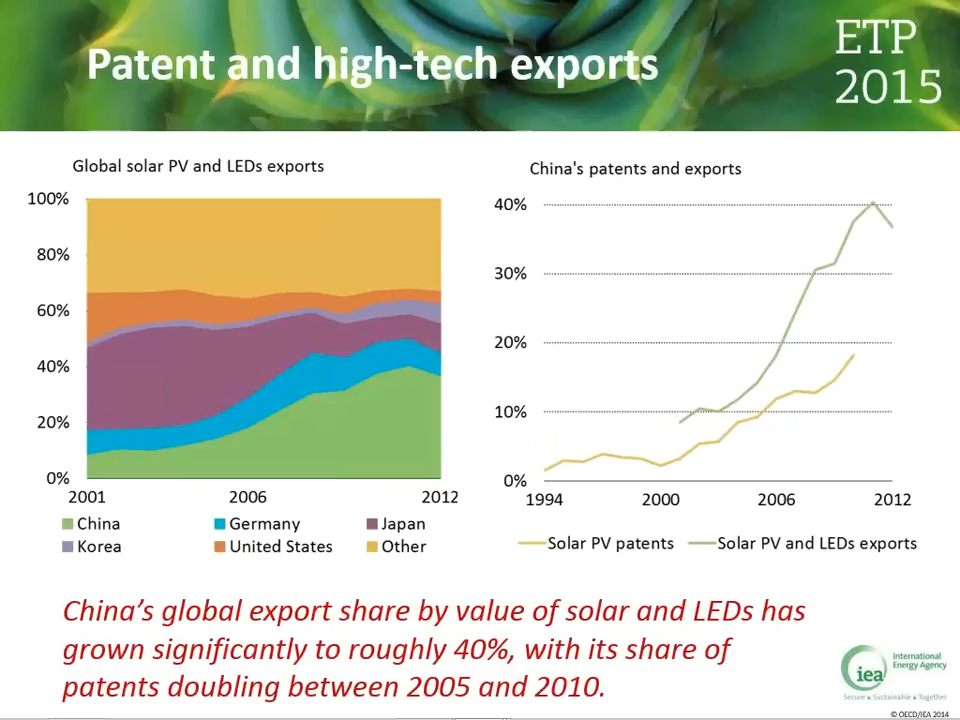 Patent and high-tech exports
ETP
2015
Global solar PV and LEDs exports
100%
80%
60%
40%
20%
0%
2001
2006
2012
China
Germany
Japan
Korea
United States
Other
China's patents and exports
40%
30%
20%
10%
0%
1994
2000
2006
2012
Solar PV patents
Solar PV and LEDs exports
China’s global export share by value of solar and LEDs has
grown significantly to roughly 40%, with its share of
patents doubling between 2005 and 2010.
International
Energy Agency
iea
Secure • Sustainable • Together
© OECD/IEA 2014